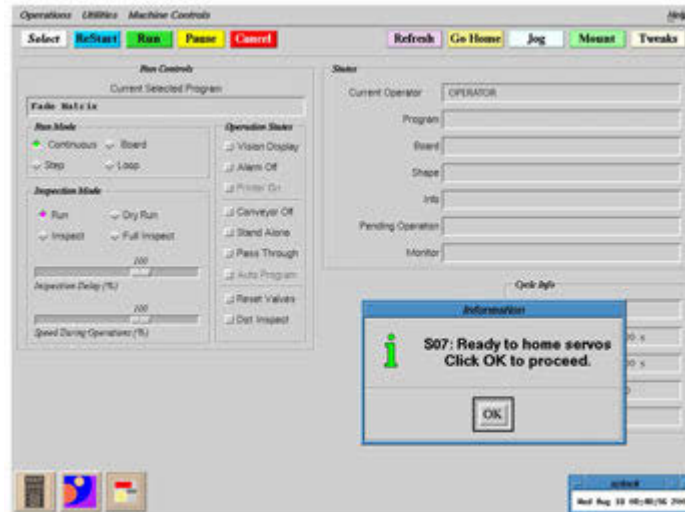 Operations Utilities Machine Controls Help
Select ReStart Run Pause Cancel Refresh Go Home Jog Mount Tweaks
Run Controls
Current Selected Program
Fade Matrix
Run Mode
Continuous Board
Step Loop
Inspection Mode
Run Dry Run
Inspect Full Inspect
100
Inspection Delay (%)
100
Speed During Operations (%)
Operation States
Vision Display
Alarm Off
Printer On
Conveyor Off
Stand Alone
Pass Through
Auto Program
Reset Valves
Dot Inspect
Status
Current Operator OPERATOR
Program
Board
Shape
Info
Pending Operation
Monitor
Cycle Info
Information
S07: Ready to home servos
Click OK to proceed.
OK
Wed Aug